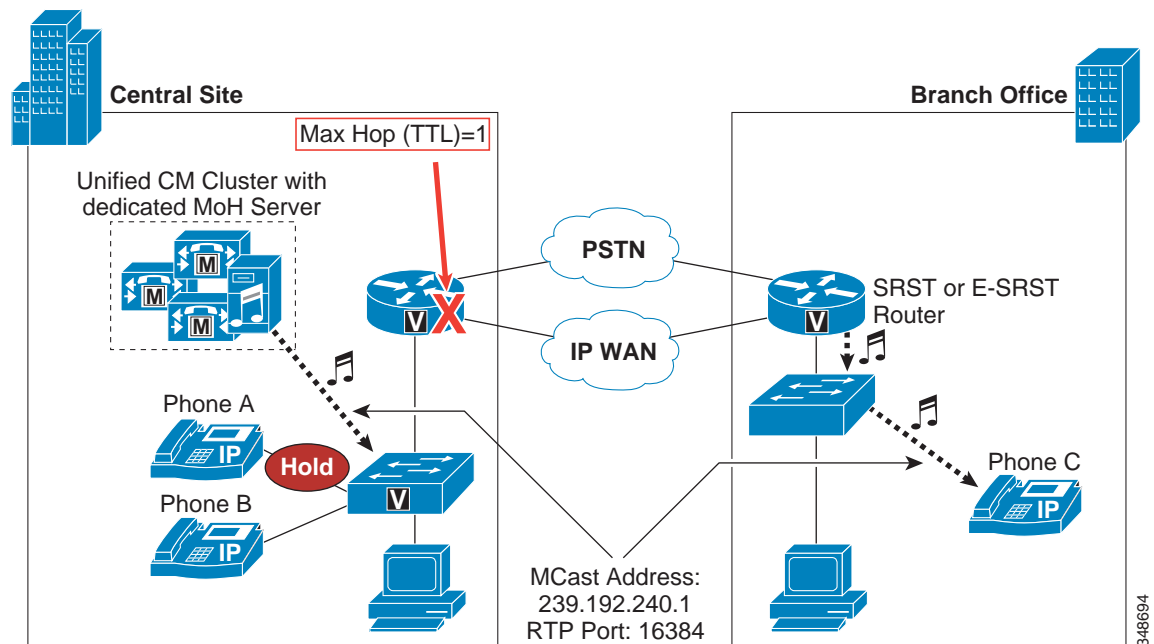 Central Site
Branch Office
Max Hop (TTL)=1
Unified CM Cluster with
dedicated MoH Server
M
M
M
PSTN
SRST or E-SRST
Router
V
V
IP WAN
Phone A
IP
Hold
Phone B
IP
V
Phone C
IP
MCast Address:
239.192.240.1
RTP Port: 16384
348694